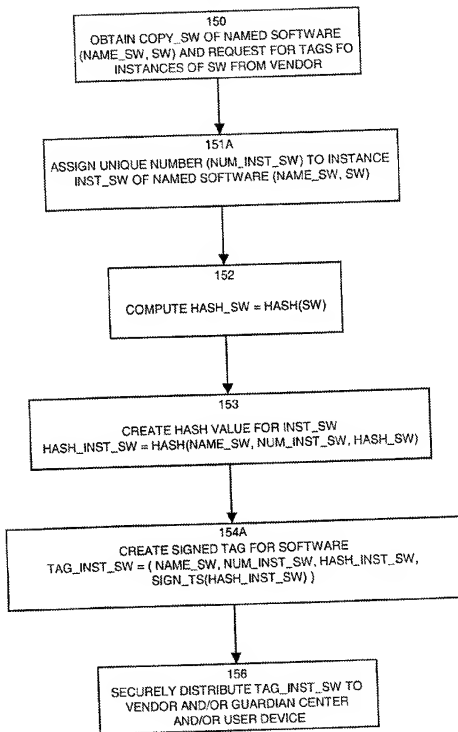 150
OBTAIN COPY_SW OF NAMED SOFTWARE
(NAME_SW, SW) AND REQUEST FOR TAGS FO
INSTANCES OF SW FROM VENDOR
151A
ASSIGN UNIQUE NUMBER (NUM_INST_SW) TO INSTANCE
INST_SW OF NAMED SOFTWARE (NAME_SW, SW)
152
COMPUTE HASH_SW = HASH(SW)
153
CREATE HASH VALUE FOR INST_SW
HASH_INST_SW = HASH(NAME_SW, NUM_INST_SW, HASH_SW)
154A
CREATE SIGNED TAG FOR SOFTWARE
TAG_INST_SW = ( NAME_SW, NUM_INST_SW, HASH_INST_SW,
SIGN_TS(HASH_INST_SW) )
156
SECURELY DISTRIBUTE TAG_INST_SW TO
VENDOR AND/OR GUARDIAN CENTER
AND/OR USER DEVICE